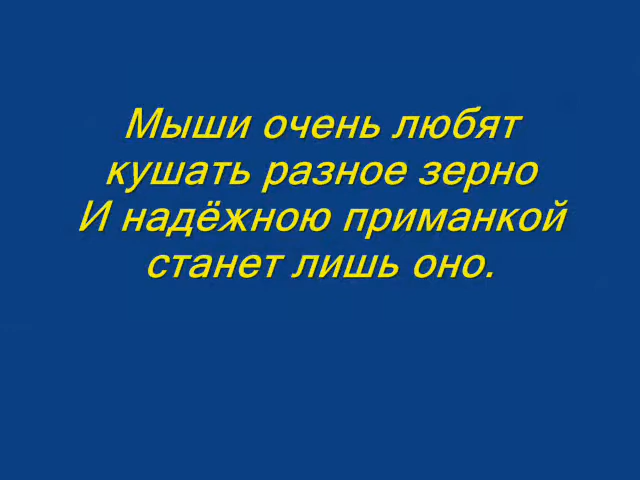 Мыши очень любят
кушать разное зерно
И надёжною приманкой
станет лишь оно.